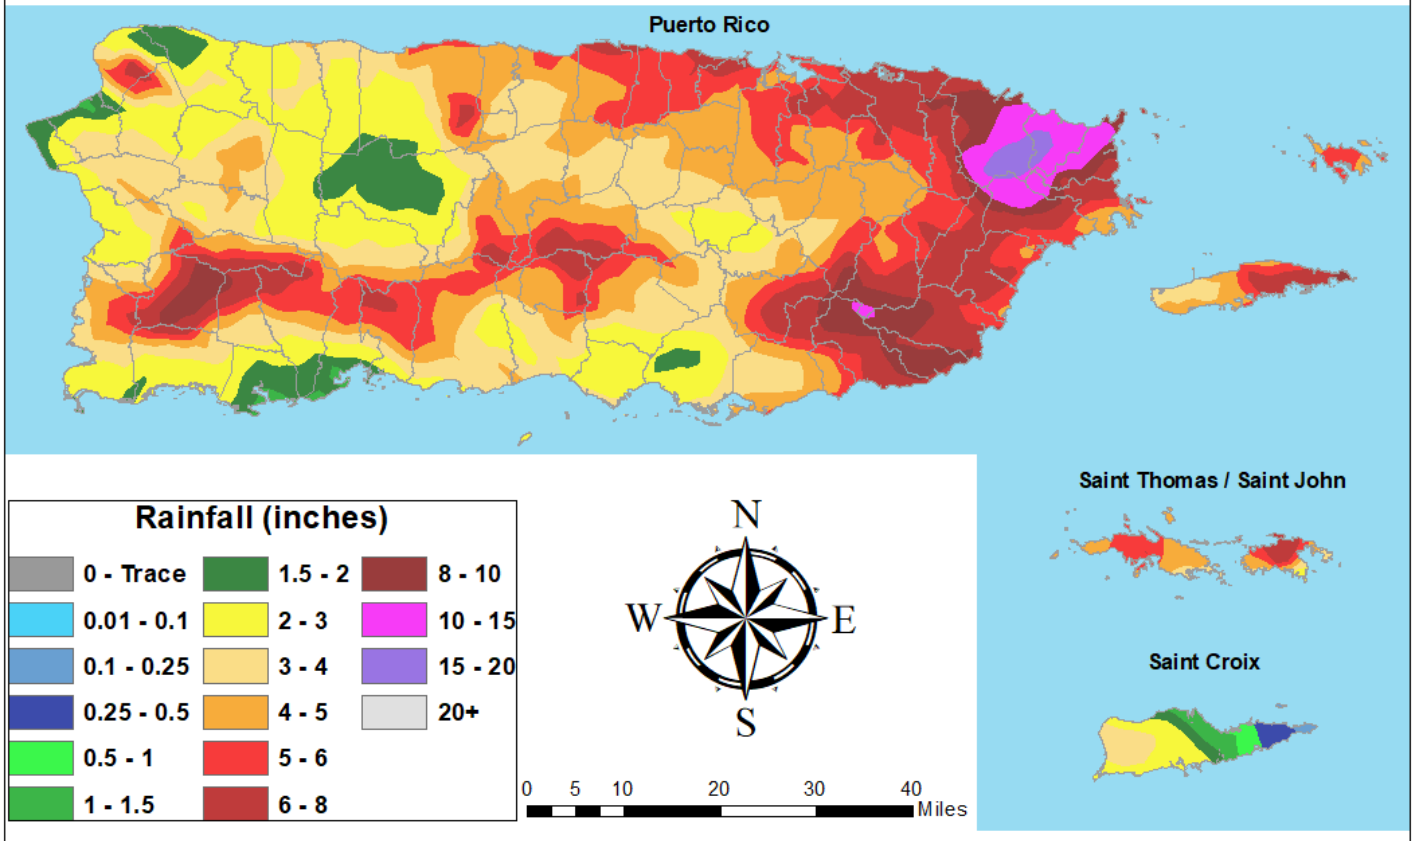 Puerto Rico
Saint Thomas / Saint John
Rainfall (inches)
0 - Trace
0.01 - 0.1
0.1 - 0.25
0.25 - 0.5
0.5 - 1
1 - 1.5
1.5 - 2
2 - 3
3 - 4
4 - 5
5 - 6
6 - 8
8 - 10
10 - 15
15 - 20
20+
N
W
E
S
Saint Croix
0 5 10 20 30 40
Miles